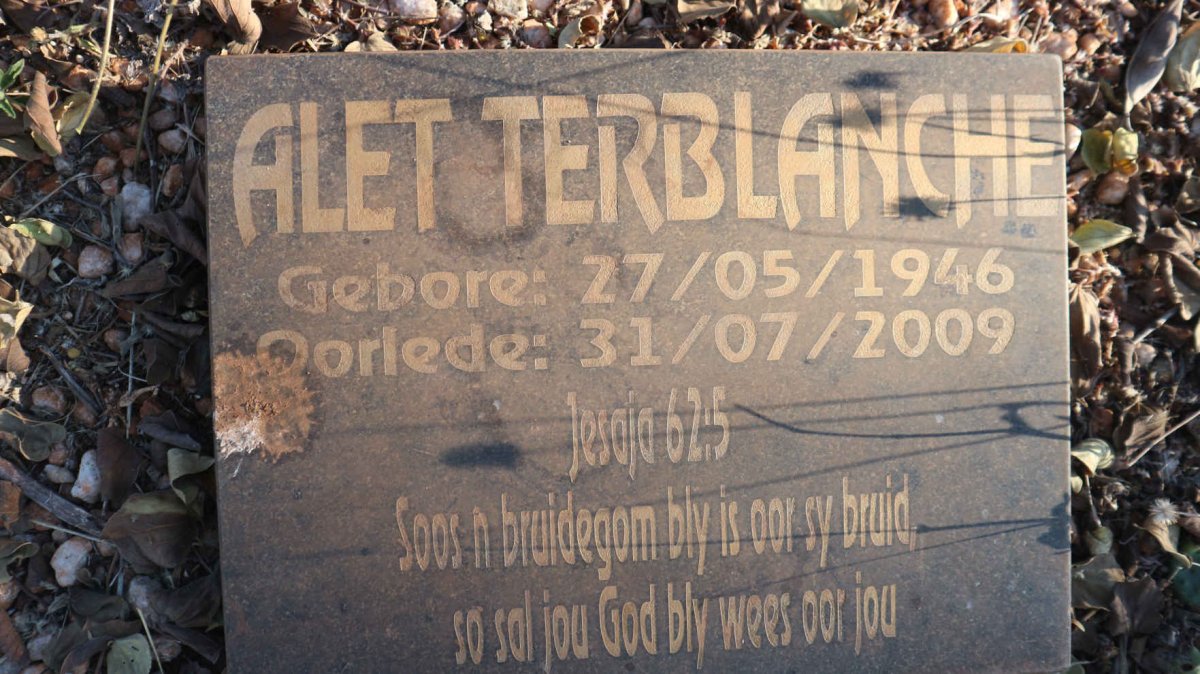 ALET TERBLANCHE
Gebore: 27/05/1946
Oorlede: 31/07/2009
Jesaja 62:5
Soos n bruidegom bly is oor sy bruid,
so sal jou God bly wees oor jou